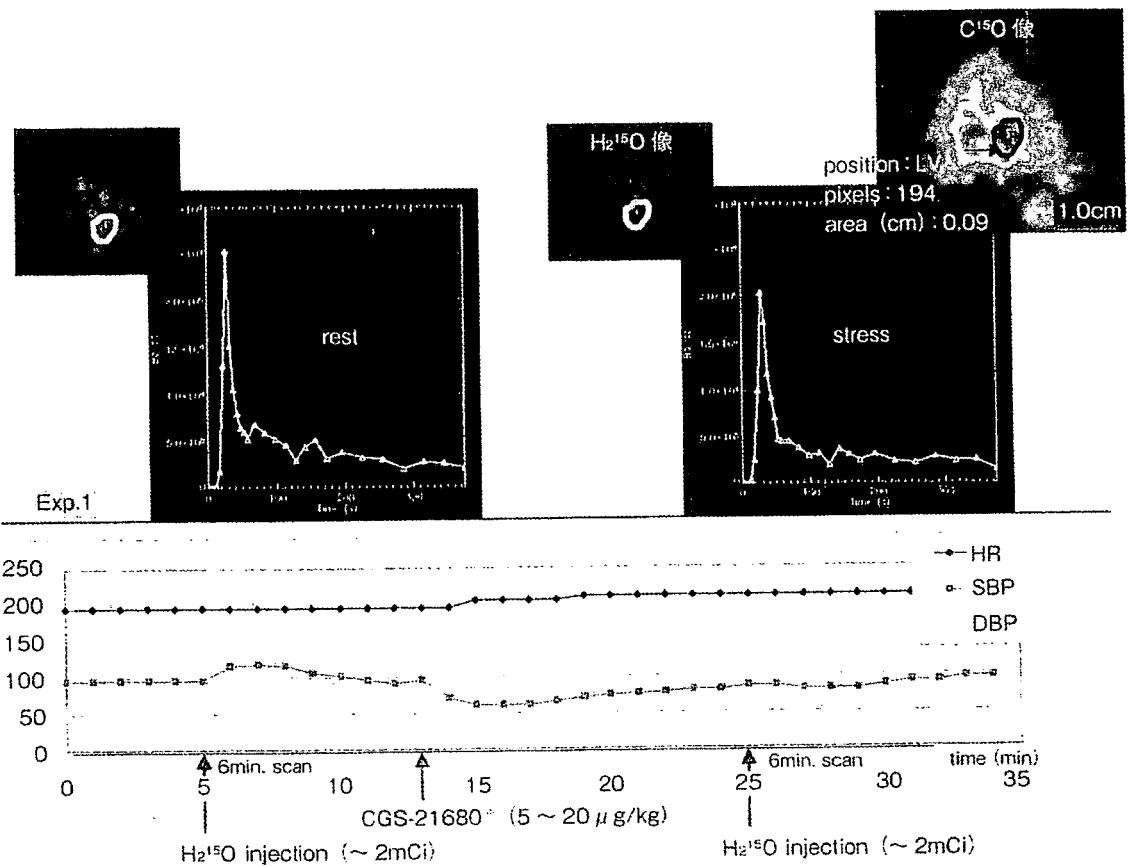 C¹⁵O 像
H₂¹⁵O 像
position : LV
pixels : 194
area (cm) : 0.09
1.0cm
rest
stress
Exp.1
HR
SBP
DBP
250
200
150
100
50
0
6min. scan
6min. scan
time (min)
0 5 10 15 20 25 30 35
CGS-21680* (5 ~ 20 μg/kg)
H₂¹⁵O injection (~ 2mCi)
H₂¹⁵O injection (~ 2mCi)